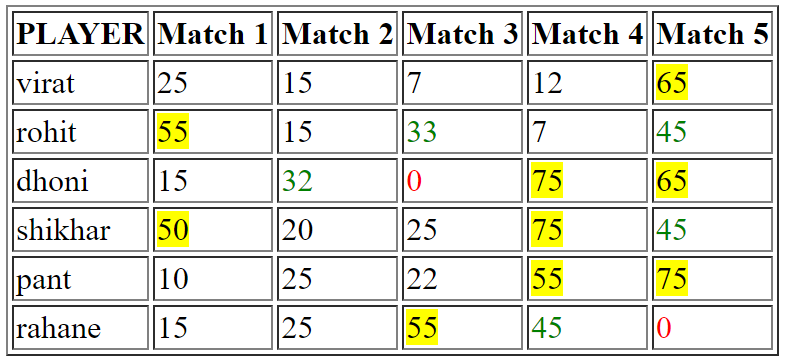 PLAYER Match 1 Match 2 Match 3 Match 4 Match 5
virat 25 15 7 12 65
rohit 55 15 33 7 45
dhoni 15 32 0 75 65
shikhar 50 20 25 75 45
pant 10 25 22 55 75
rahane 15 25 55 45 0